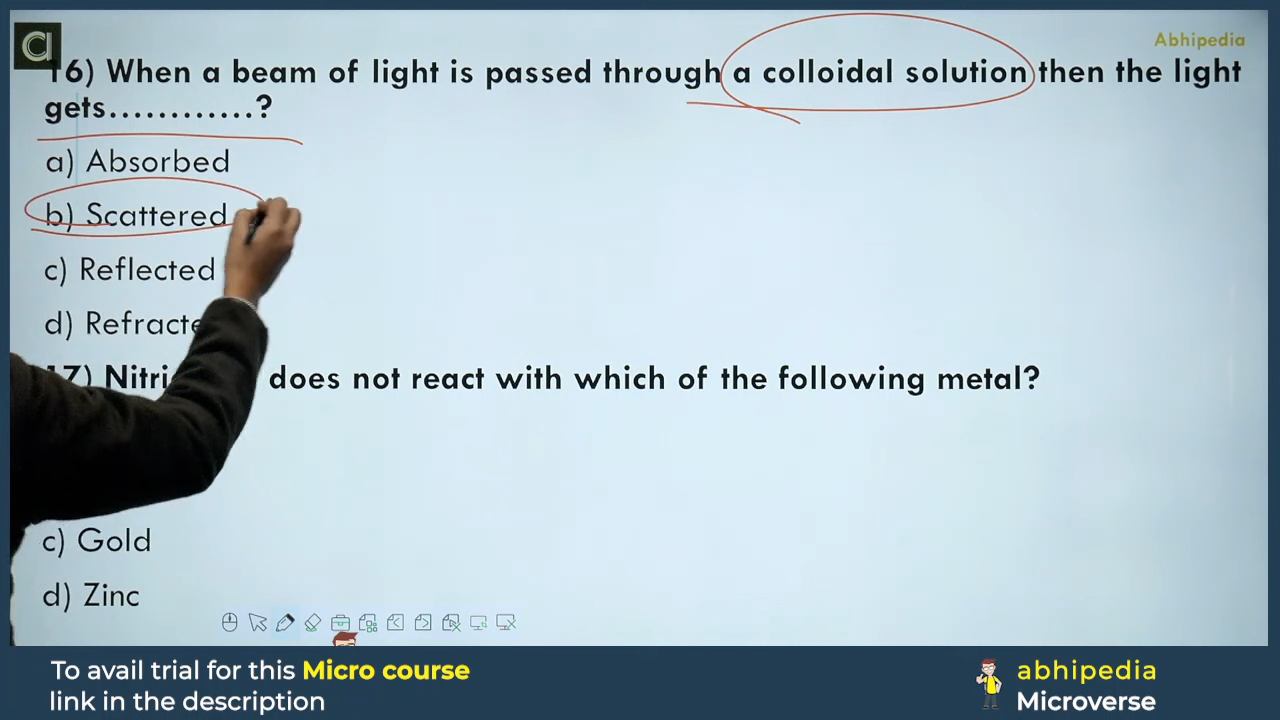 Abhipedia
16) When a beam of light is passed through a colloidal solution then the light
gets............?
a) Absorbed
b) Scattered
c) Reflected
d) Refracte
17) Nitri does not react with which of the following metal?
c) Gold
d) Zinc
To avail trial for this Micro course
link in the description
abhipedia
Microverse